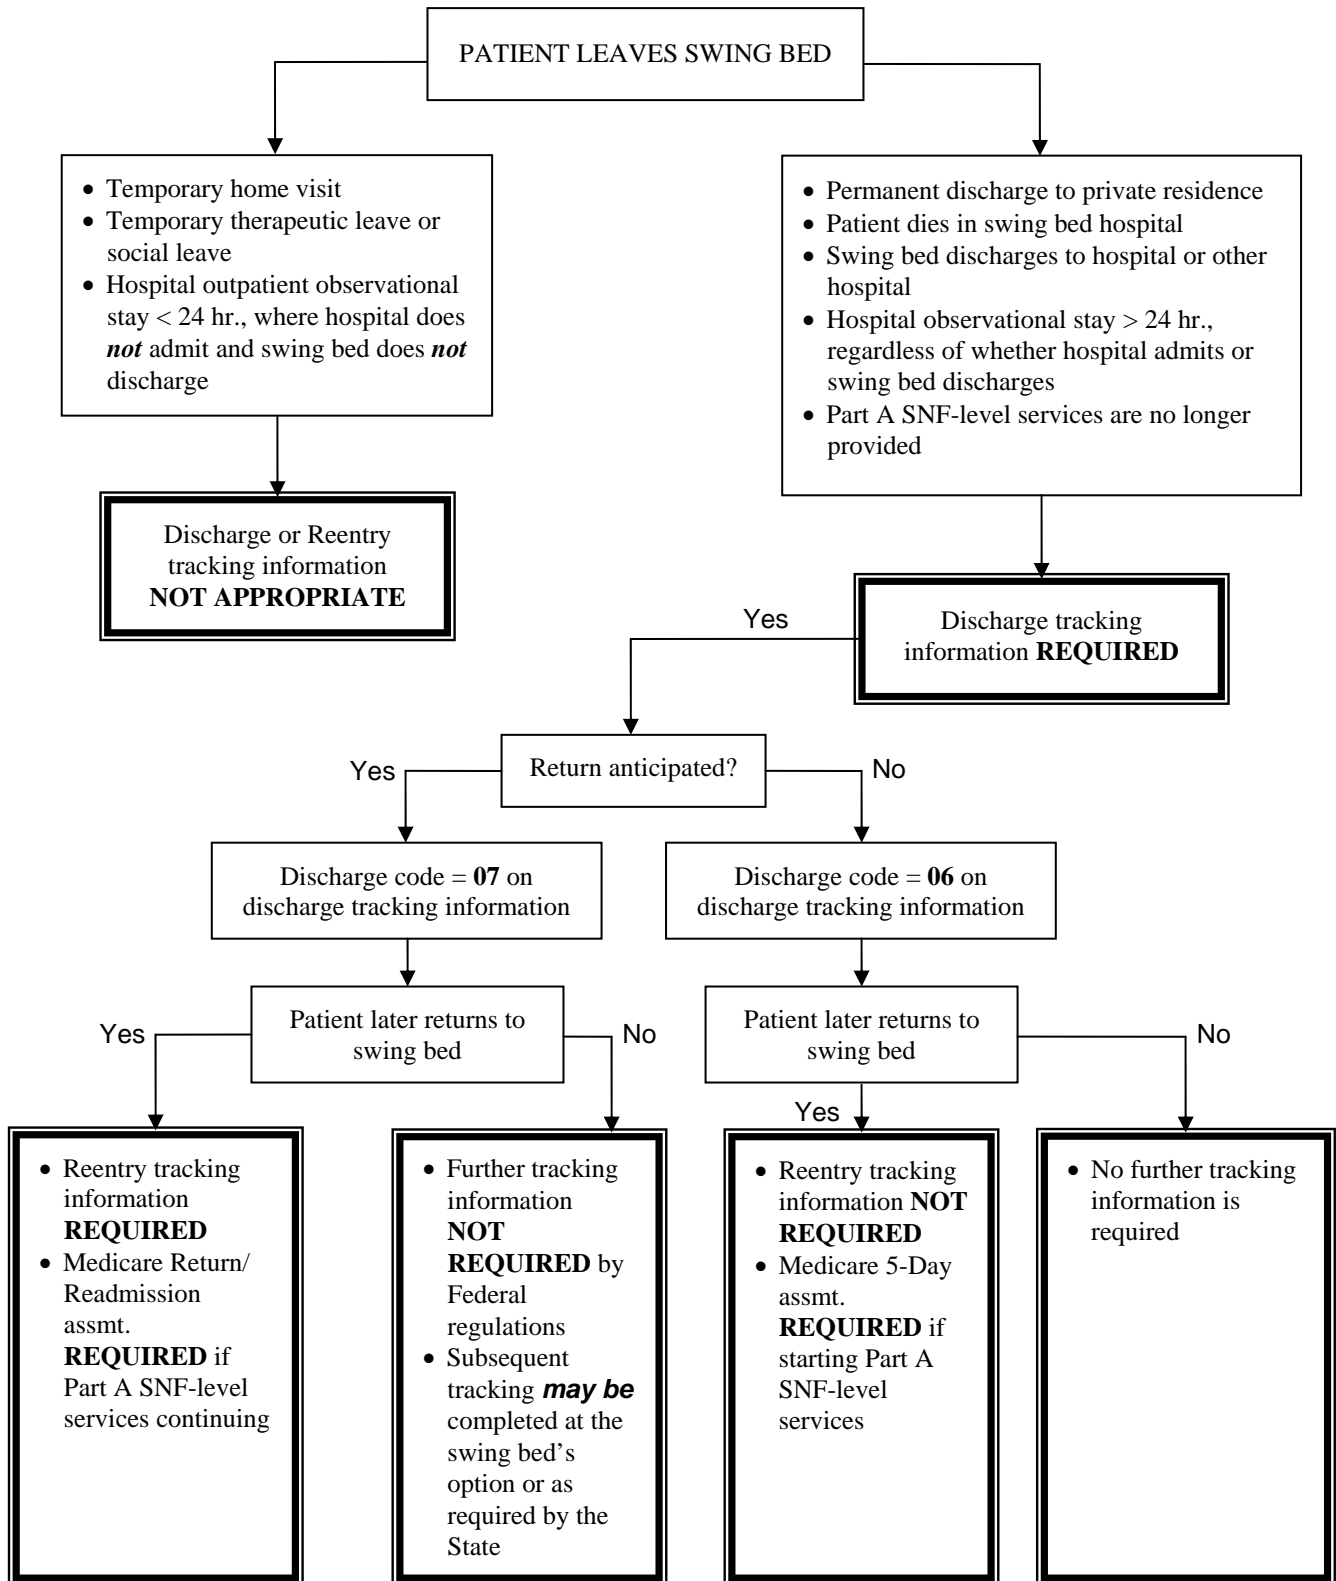 PATIENT LEAVES SWING BED
• Temporary home visit
• Temporary therapeutic leave or
social leave
• Hospital outpatient observational
stay < 24 hr., where hospital does
not admit and swing bed does not
discharge
• Permanent discharge to private residence
• Patient dies in swing bed hospital
• Swing bed discharges to hospital or other
hospital
• Hospital observational stay > 24 hr.,
regardless of whether hospital admits or
swing bed discharges
• Part A SNF-level services are no longer
provided
Discharge or Reentry
tracking information
NOT APPROPRIATE
Yes
Discharge tracking
information REQUIRED
Yes
Return anticipated?
No
Discharge code = 07 on
discharge tracking information
Discharge code = 06 on
discharge tracking information
Yes
Patient later returns to
swing bed
No
Patient later returns to
swing bed
No
Yes
• Reentry tracking
information
REQUIRED
• Medicare Return/
Readmission
assmt.
REQUIRED if
Part A SNF-level
services continuing
• Further tracking
information
NOT
REQUIRED by
Federal
regulations
• Subsequent
tracking may be
completed at the
swing bed's
option or as
required by the
State
• Reentry tracking
information NOT
REQUIRED
• Medicare 5-Day
assmt.
REQUIRED if
starting Part A
SNF-level
services
• No further tracking
information is
required